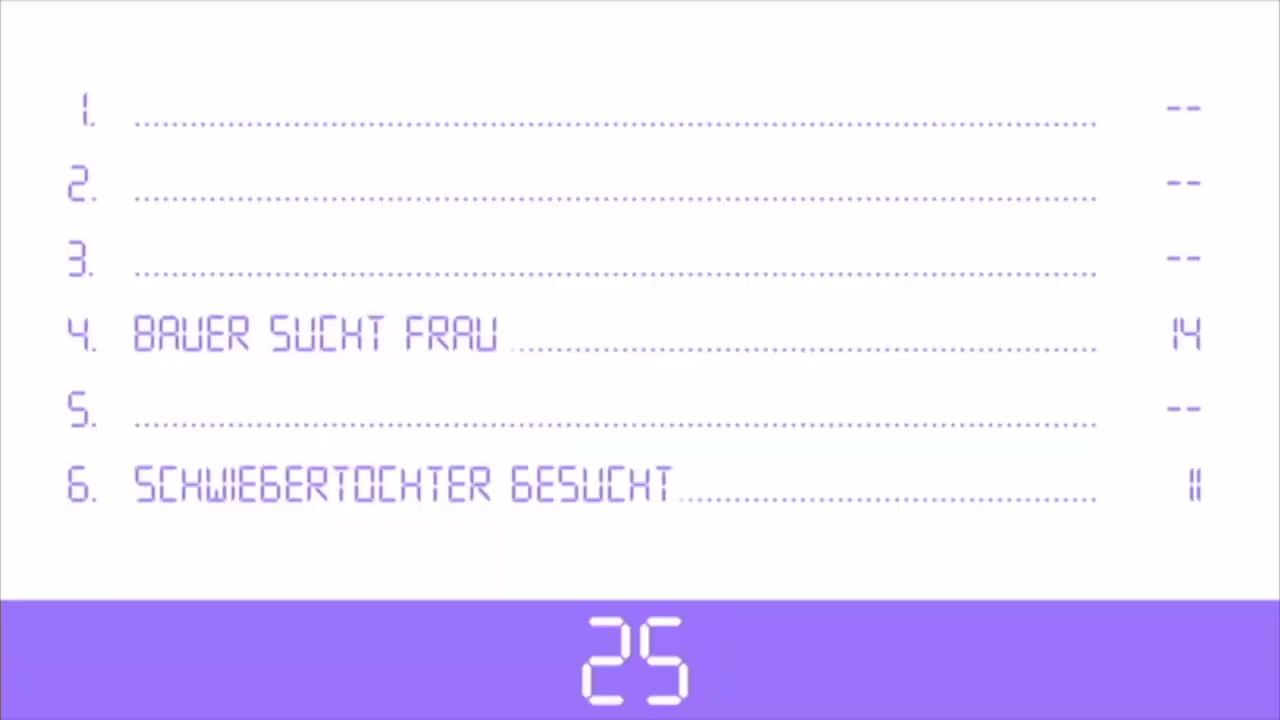 1. ........................................ --
2. ........................................ --
3. ........................................ --
4. BAUER SUCHT FRAU ........................................ 14
5. ........................................ --
6. SCHWIEGERTOCHTER GESUCHT ........................................ 11
25